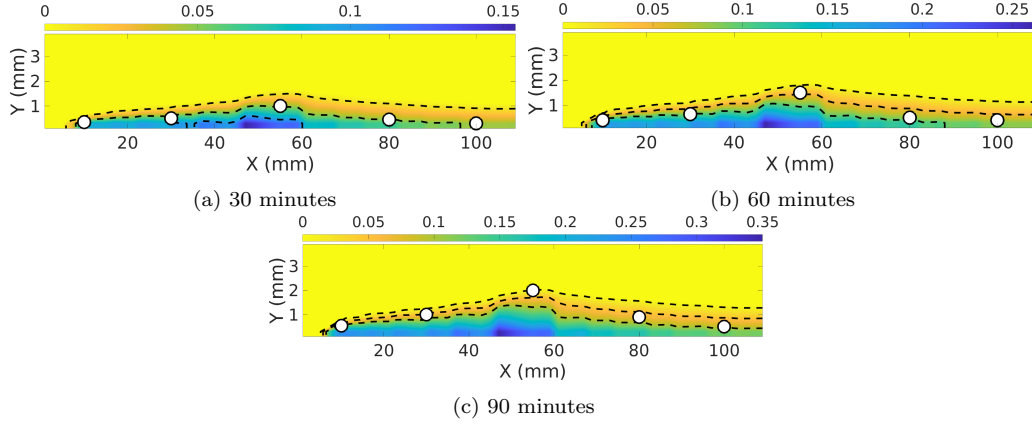 0 0.05 0.1 0.15
Y (mm)
3
2
1
20 40 60 80 100
X (mm)
(a) 30 minutes
0 0.05 0.1 0.15 0.2 0.25
Y (mm)
3
2
1
20 40 60 80 100
X (mm)
(b) 60 minutes
0 0.05 0.1 0.15 0.2 0.25 0.3 0.35
Y (mm)
3
2
1
20 40 60 80 100
X (mm)
(c) 90 minutes